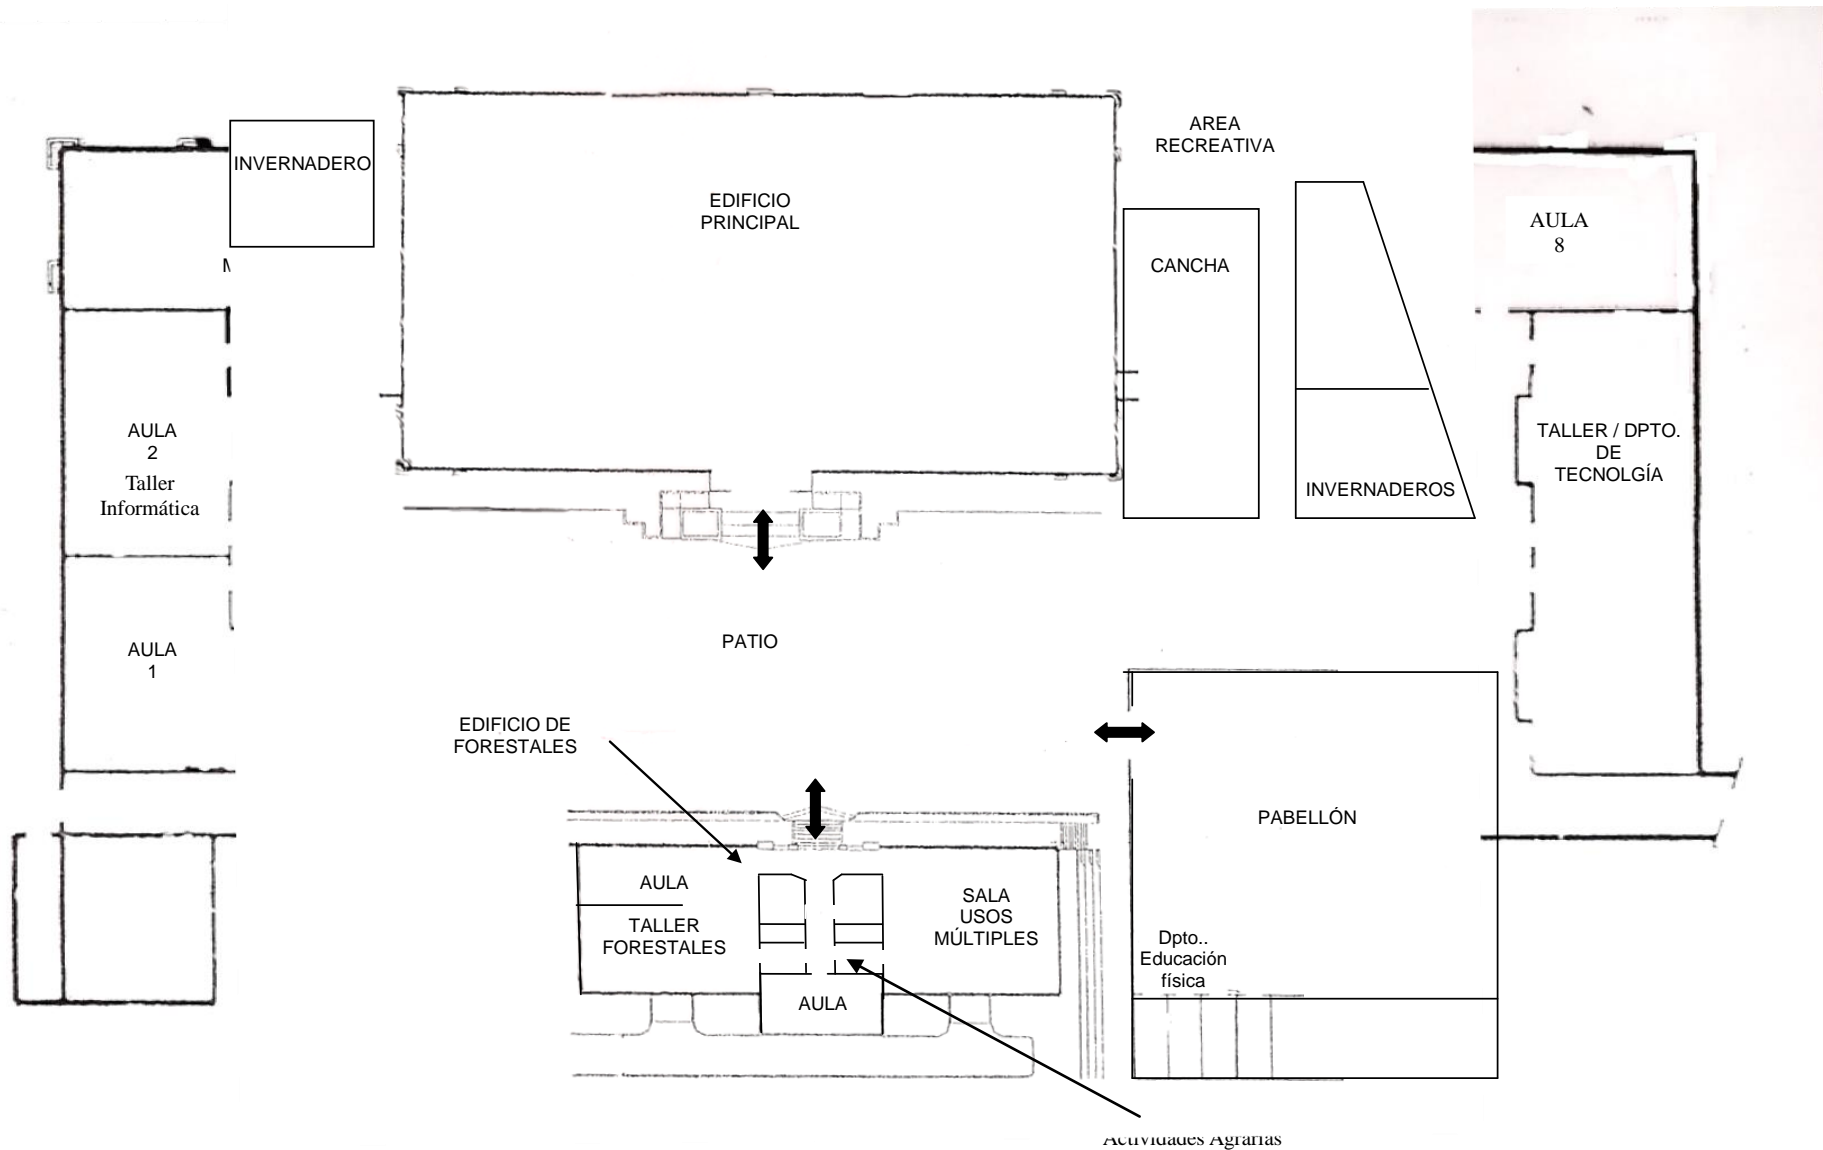 AREA
RECREATIVA
INVERNADERO
EDIFICIO
PRINCIPAL
AULA
8
CANCHA
AULA
2
Taller
Informática
TALLER / DPTO.
DE
TECNOLGÍA
INVERNADEROS
PATIO
AULA
1
EDIFICIO DE
FORESTALES
PABELLÓN
AULA
TALLER
FORESTALES
SALA
USOS
MÚLTIPLES
Dpto..
Educación
física
AULA
Actividades Agrarias